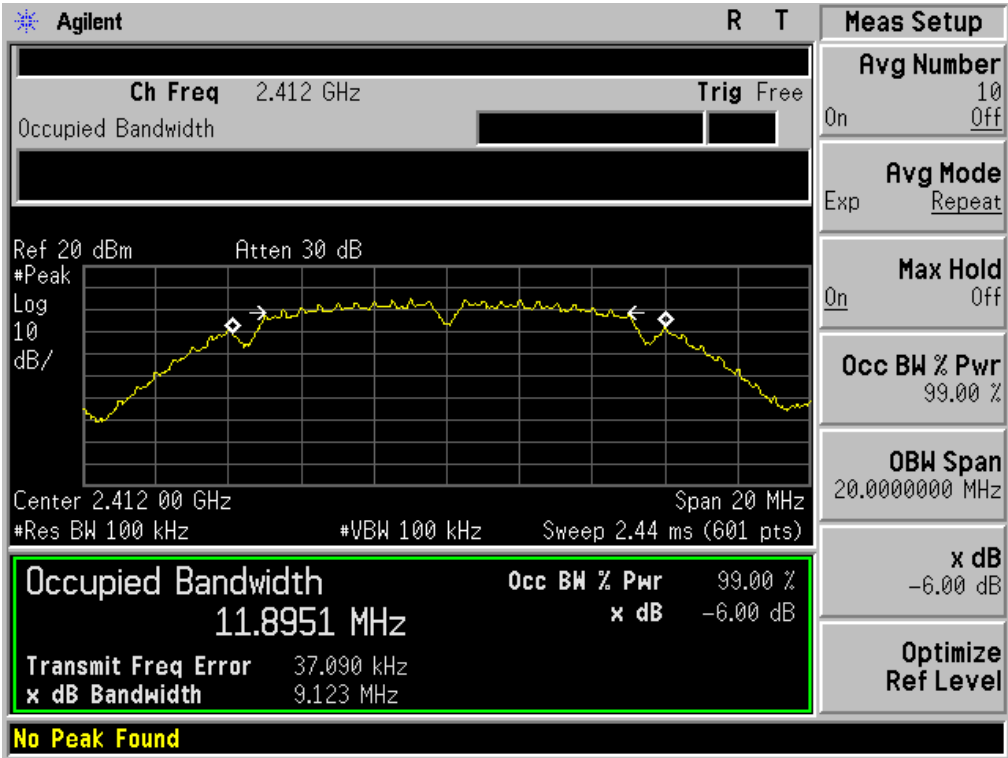 Agilent R T
Ch Freq 2.412 GHz Trig Free
Occupied Bandwidth
Ref 20 dBm Atten 30 dB
#Peak
Log
10
dB/
Center 2.412 00 GHz Span 20 MHz
#Res BW 100 kHz #VBW 100 kHz Sweep 2.44 ms (601 pts)
Occupied Bandwidth Occ BW % Pwr 99.00 %
11.8951 MHz x dB -6.00 dB
Transmit Freq Error 37.090 kHz
x dB Bandwidth 9.123 MHz
No Peak Found
Meas Setup
Avg Number
10
On Off
Avg Mode
Exp Repeat
Max Hold
On Off
Occ BW % Pwr
99.00 %
OBW Span
20.0000000 MHz
x dB
-6.00 dB
Optimize
Ref Level